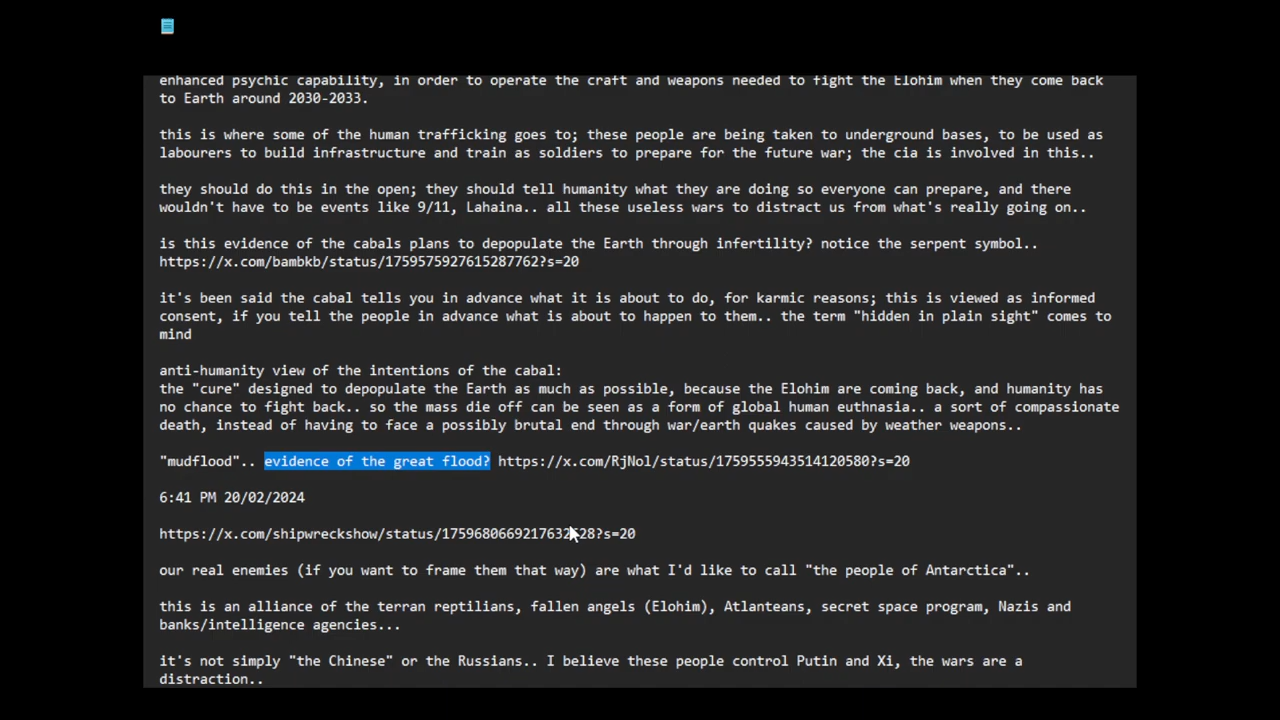 enhanced psychic capability, in order to operate the craft and weapons needed to fight the Elohim when they come back
to Earth around 2030-2033.
this is where some of the human trafficking goes to; these people are being taken to underground bases, to be used as
labourers to build infrastructure and train as soldiers to prepare for the future war; the cia is involved in this..
they should do this in the open; they should tell humanity what they are doing so everyone can prepare, and there
wouldn't have to be events like 9/11, Lahaina.. all these useless wars to distract us from what's really going on..
is this evidence of the cabals plans to depopulate the Earth through infertility? notice the serpent symbol..
https://x.com/bambkb/status/1759575927615287762?s=20
it's been said the cabal tells you in advance what it is about to do, for karmic reasons; this is viewed as informed
consent, if you tell the people in advance what is about to happen to them.. the term "hidden in plain sight" comes to
mind
anti-humanity view of the intentions of the cabal:
the "cure" designed to depopulate the Earth as much as possible, because the Elohim are coming back, and humanity has
no chance to fight back.. so the mass die off can be seen as a form of global human euthnasia.. a sort of compassionate
death, instead of having to face a possibly brutal end through war/earth quakes caused by weather weapons..
"mudflood".. evidence of the great flood? https://x.com/RjNol/status/1759555943514120580?s=20
6:41 PM 20/02/2024
our real enemies (if you want to frame them that way) are what I'd like to call "the people of Antarctica"..
this is an alliance of the terran reptilians, fallen angels (Elohim), Atlanteans, secret space program, Nazis and
banks/intelligence agencies...
it's not simply "the Chinese" or the Russians.. I believe these people control Putin and Xi, the wars are a
distraction..